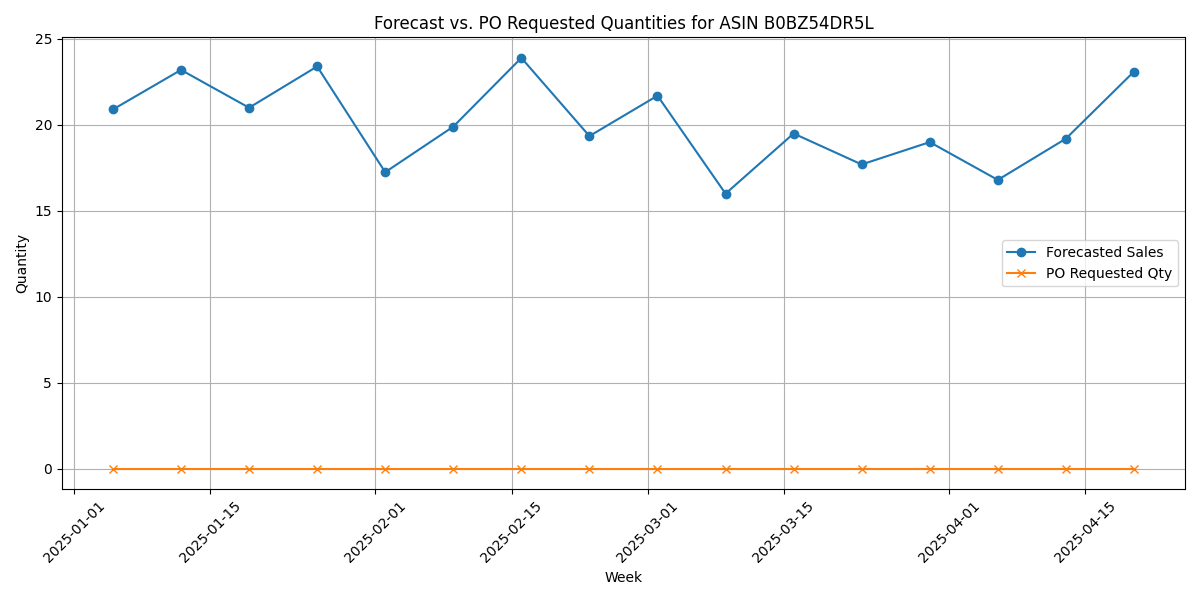 Forecast vs. PO Requested Quantities for ASIN B0BZ54DR5L
Quantity
25
20
15
10
5
0
Forecasted Sales
PO Requested Qty
2025-01-01
2025-01-15
2025-02-01
2025-02-15
2025-03-01
2025-03-15
2025-04-01
2025-04-15
Week